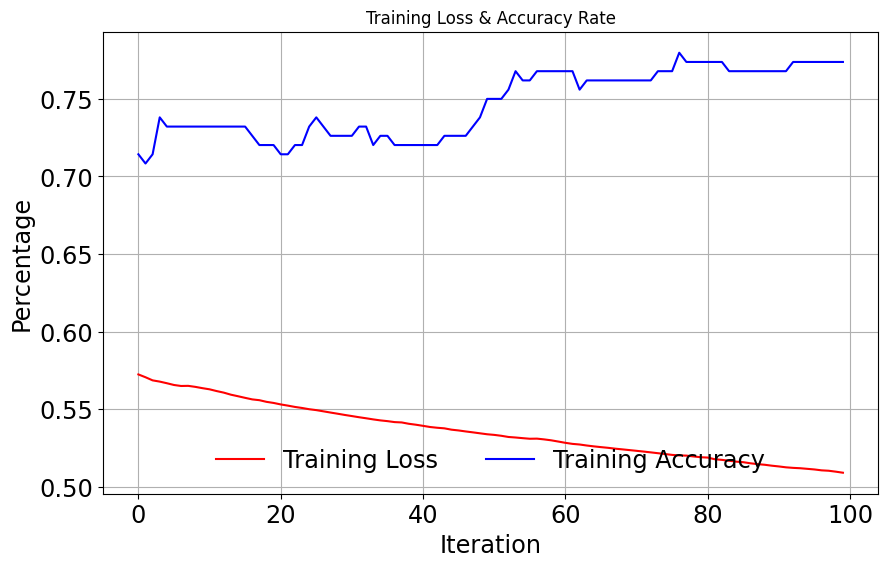 Training Loss & Accuracy Rate
Percentage
0.75
0.70
0.65
0.60
0.55
0.50
Training Loss Training Accuracy
0 20 40 60 80 100
Iteration